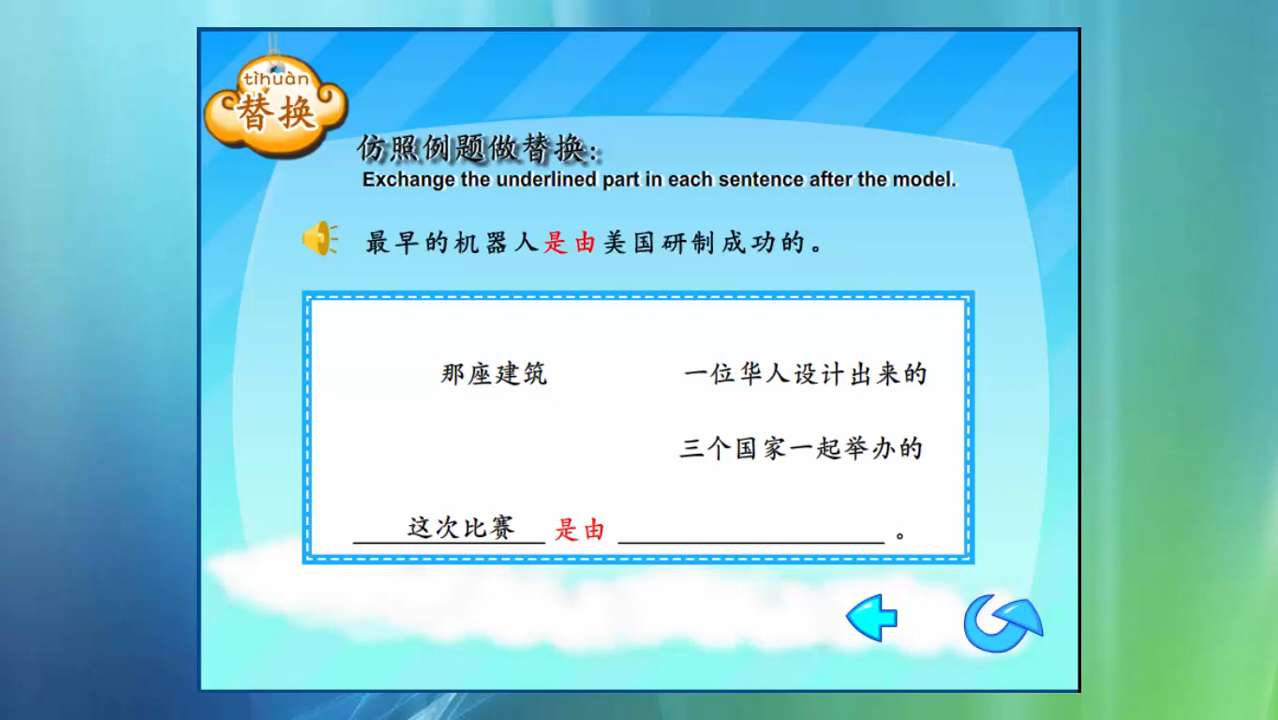 tìhuàn
替换
仿照例题做替换:
Exchange the underlined part in each sentence after the model.
最早的机器人是由美国研制成功的。
那座建筑 一位华人设计出来的
三个国家一起举办的
这次比赛 是由 。